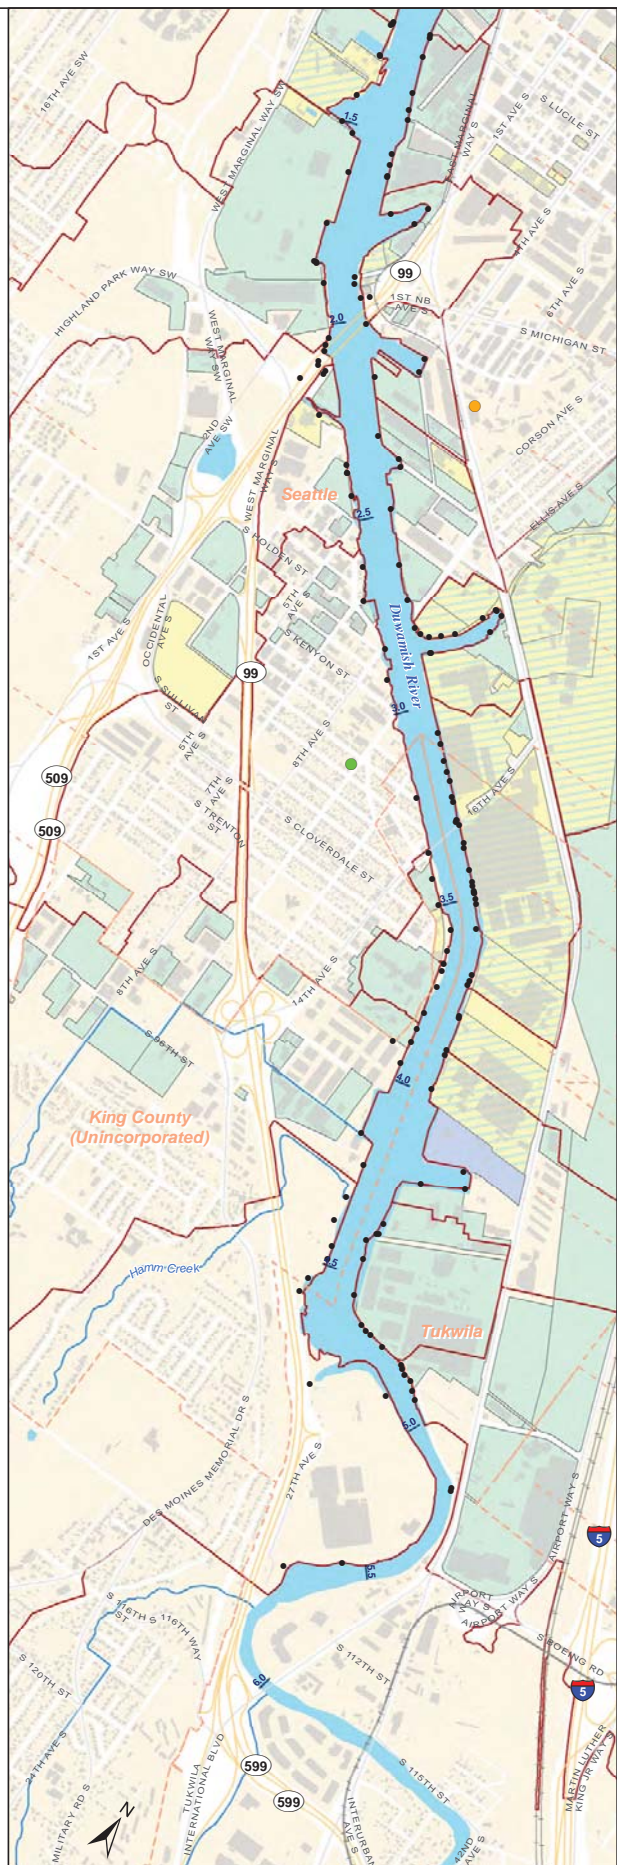 16TH AVE SW
WEST MARGINAL WAY SW
1.5
EAST MARGINAL
WAY S
1ST AVE S
S LUCILE ST
4TH AVE S
6TH AVE S
99
1ST NB
AVE S
HIGHLAND PARK WAY SW
2.0
S MICHIGAN ST
WEST MARGINAL
WAY SW
2ND
AVE SW
CORSON AVE S
WEST MARGINAL
WAY S
Seattle
2.5
ELLIS AVE S
S HOLDEN ST
5TH
AVE S
OCCIDENTAL
AVE S
1ST AVE S
S KENYON ST
Duwamish River
99
S SULLIVAN
ST
3.0
5TH
AVE S
8TH AVE S
509
7TH
AVE S
16TH AVE S
S TRENTON
ST
509
S CLOVERDALE ST
3.5
8TH AVE S
14TH AVE S
S 96TH ST
4.0
King County
(Unincorporated)
Hamm Creek
Tukwila
5.0
DES MOINES MEMORIAL DR S
27TH AVE S
AIRPORT WAY S
5
5.5
S 116TH
ST
S 116TH WAY
AIRPORT WAY S
S BOEING RD
S 120TH ST
S 112TH ST
6.0
5
24TH AVE S
MILITARY RD S
TUKWILA
INTERNATIONAL BLVD
599
599
S 115TH ST
INTERURBAN
AVE S
42ND
AVE S
MARTIN LUTHER
KING JR WAY S
N